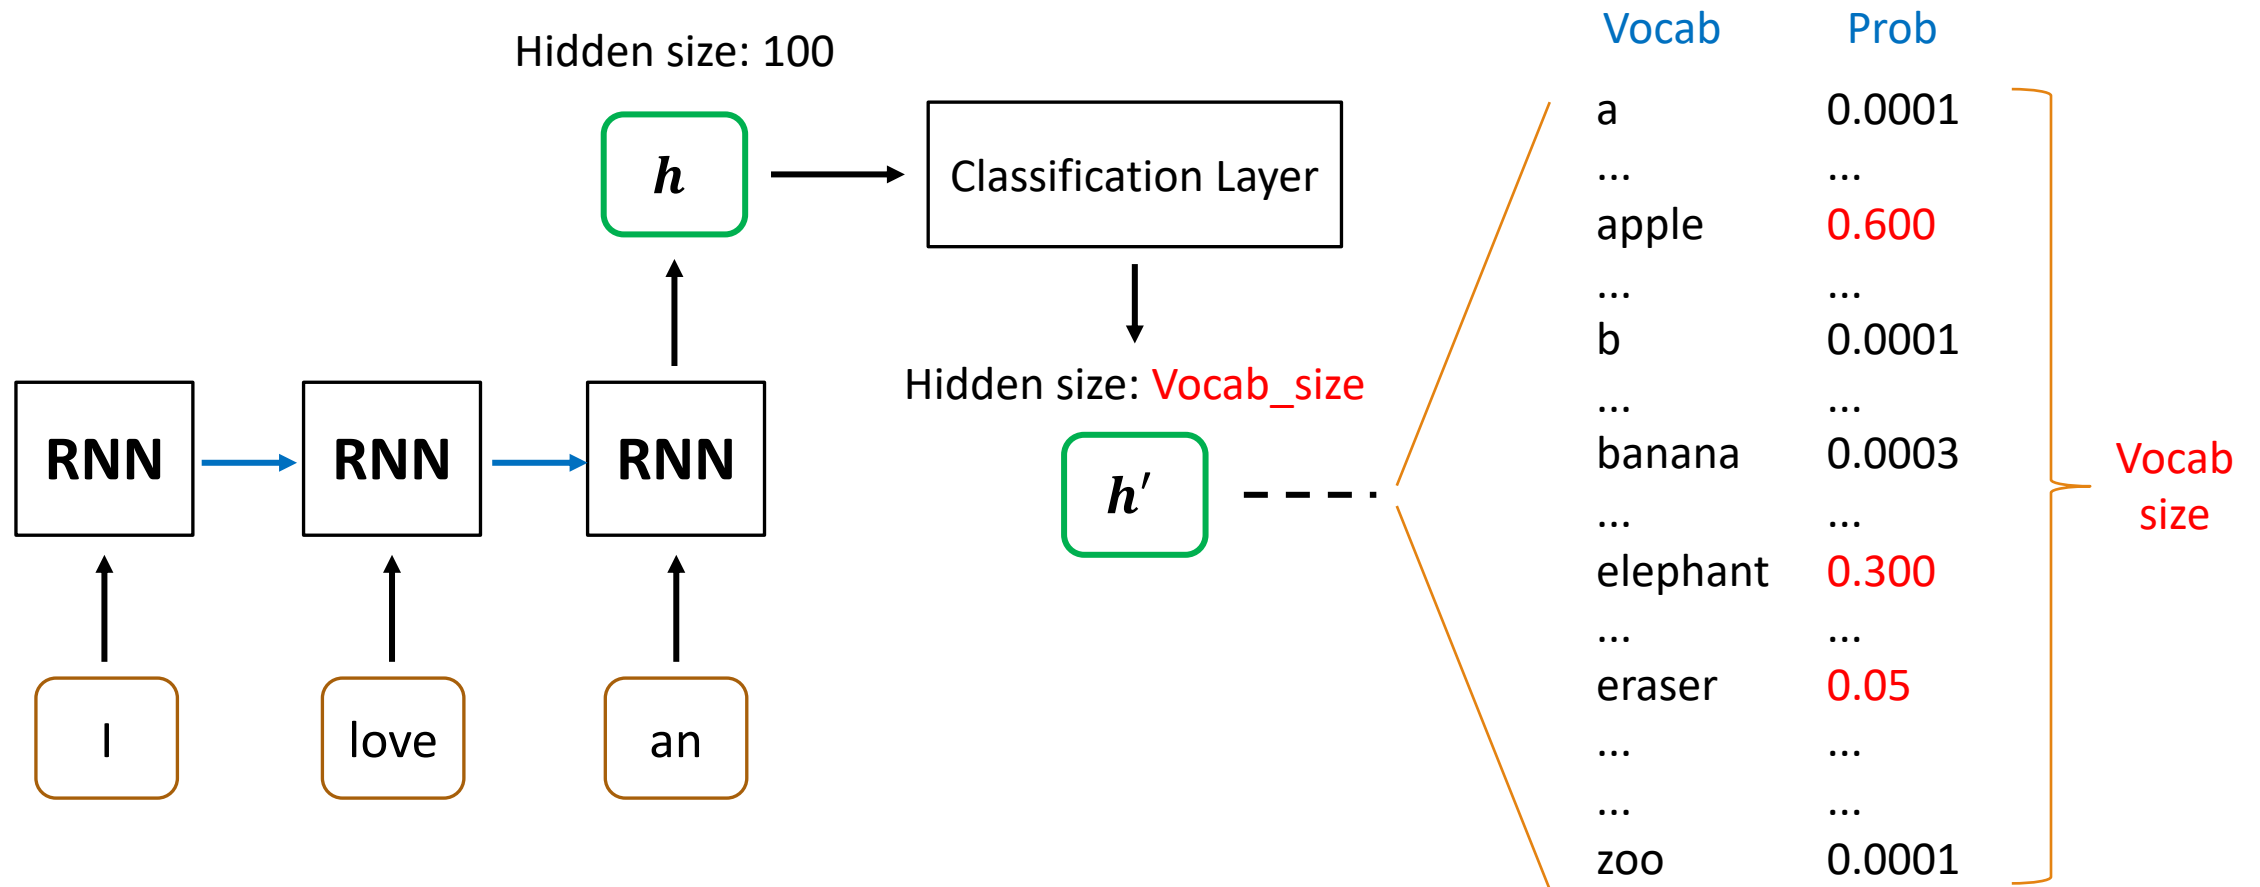 Hidden size: 100
h
Classification Layer
Hidden size: Vocab_size
h′
RNN RNN RNN
I love an
Vocab Prob
a 0.0001
... ...
apple 0.600
... ...
b 0.0001
... ...
banana 0.0003
... ...
elephant 0.300
... ...
eraser 0.05
... ...
... ...
zoo 0.0001
Vocab
size